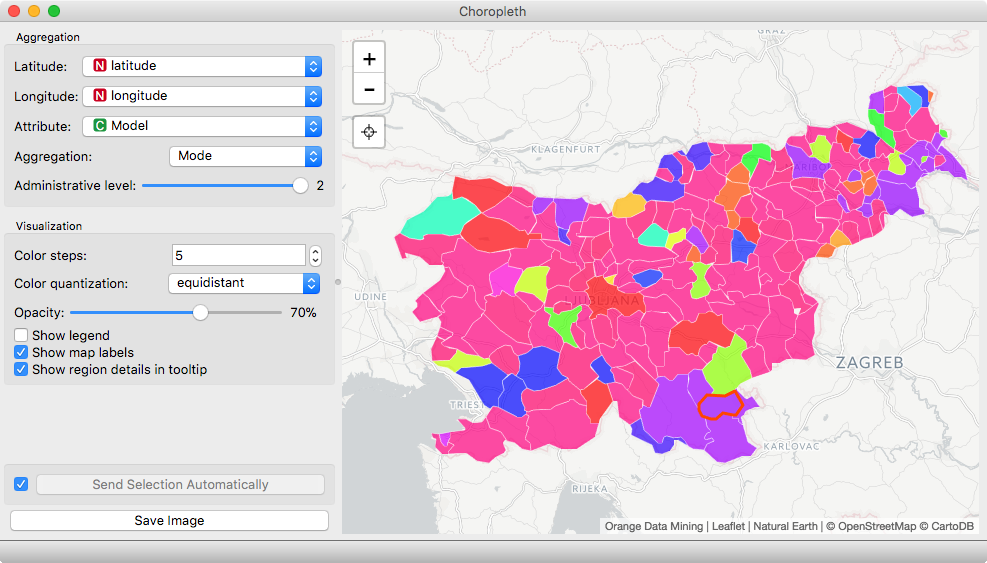 Choropleth
Aggregation
Latitude: N latitude
Longitude: N longitude
Attribute: C Model
Aggregation: Mode
Administrative level: 2
Visualization
Color steps: 5
Color quantization: equidistant
Opacity: 70%
Show legend
Show map labels
Show region details in tooltip
Send Selection Automatically
Save Image
+
-
GRAZ
KLAGENFURT
MARIBOR
UDINE
LJUBLJANA
ZAGREB
TRIEST
KARLOVAC
RIJEKA
Orange Data Mining | Leaflet | Natural Earth | © OpenStreetMap © CartoDB